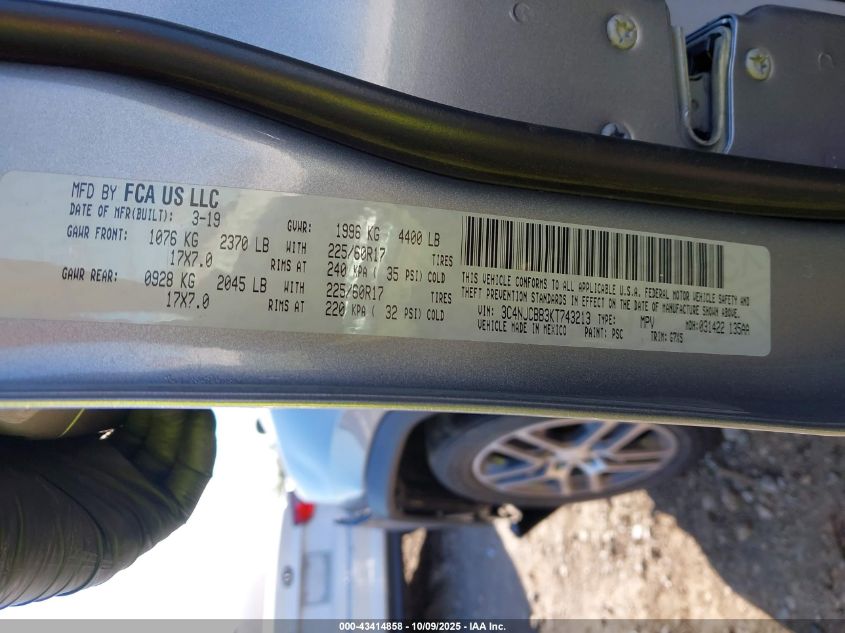 MFD BY FCA US LLC
DATE OF MFR(BUILT): 3-19 GVWR: 1996 KG 4400 LB
GAWR FRONT: 1076 KG 2370 LB WITH 225/60R17 TIRES
17X7.0 RIMS AT 240 KPA ( 35 PSI) COLD
GAWR REAR: 0928 KG 2045 LB WITH 225/60R17 TIRES
17X7.0 RIMS AT 220 KPA ( 32 PSI) COLD
THIS VEHICLE CONFORMS TO ALL APPLICABLE U.S.A. FEDERAL MOTOR VEHICLE SAFETY AND
THEFT PREVENTION STANDARDS IN EFFECT ON THE DATE OF MANUFACTURE SHOWN ABOVE.
VIN: 3C4NJCBB3KT743213 TYPE: MPV
VEHICLE MADE IN MEXICO PAINT: PSC MDH: 031422 135AA
TRIM: G7XS
000-43414858 • 10/09/2025 • IAA Inc.